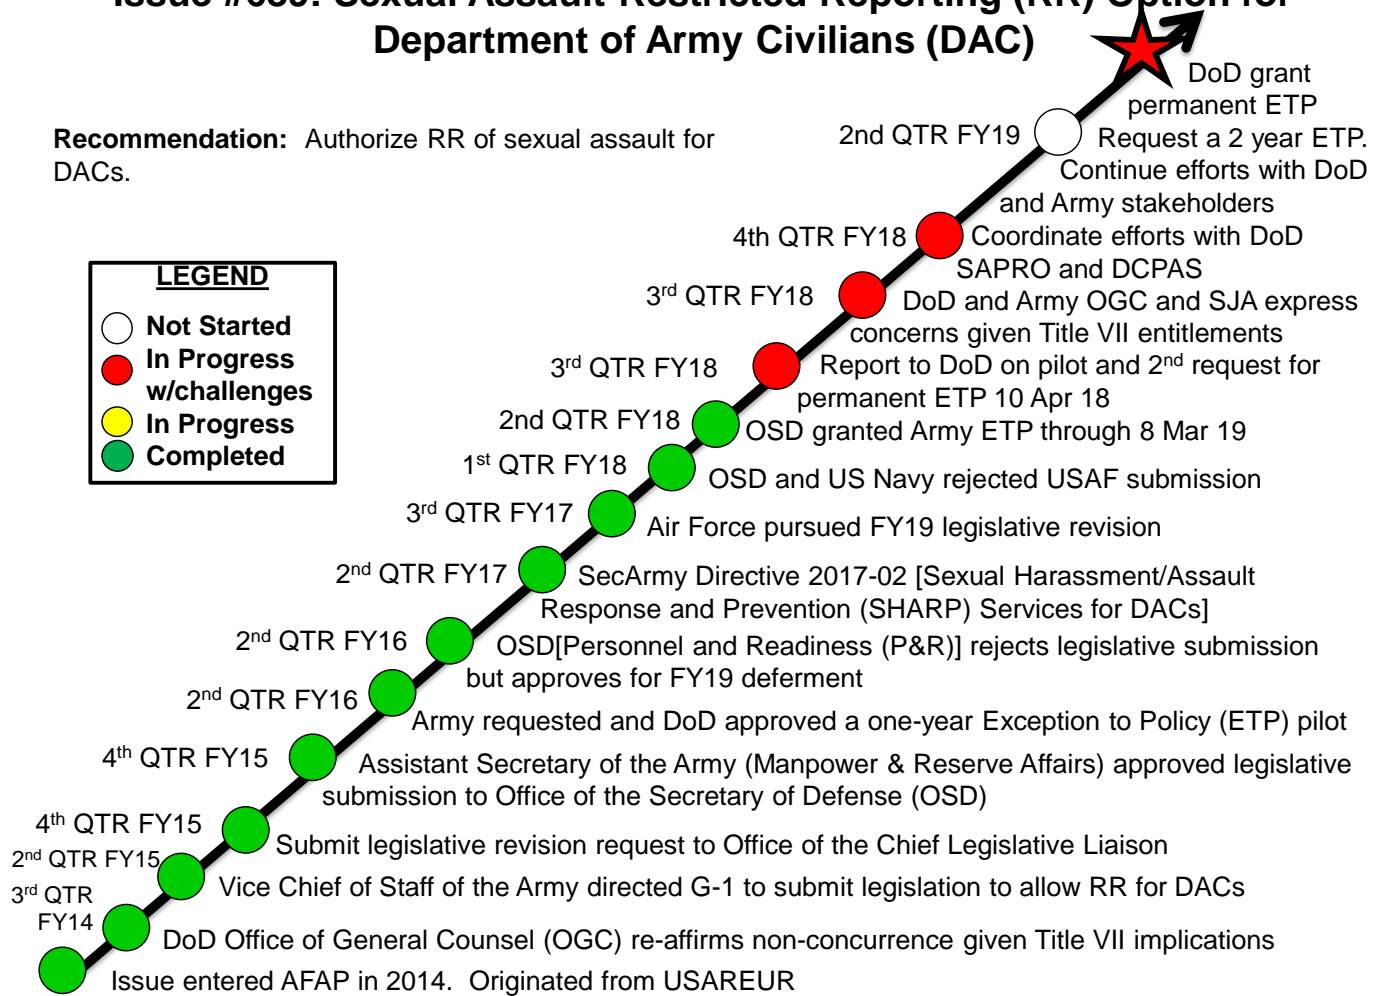 Department of Army Civilians (DAC)
Recommendation: Authorize RR of sexual assault for
DACs.
LEGEND
Not Started
In Progress
w/challenges
In Progress
Completed
DoD grant
permanent ETP
2nd QTR FY19
Request a 2 year ETP.
Continue efforts with DoD
and Army stakeholders
4th QTR FY18
Coordinate efforts with DoD
SAPRO and DCPAS
3rd QTR FY18
DoD and Army OGC and SJA express
concerns given Title VII entitlements
3rd QTR FY18
Report to DoD on pilot and 2nd request for
permanent ETP 10 Apr 18
2nd QTR FY18
OSD granted Army ETP through 8 Mar 19
1st QTR FY18
OSD and US Navy rejected USAF submission
3rd QTR FY17
Air Force pursued FY19 legislative revision
2nd QTR FY17
SecArmy Directive 2017-02 [Sexual Harassment/Assault
Response and Prevention (SHARP) Services for DACs]
2nd QTR FY16
OSD[Personnel and Readiness (P&R)] rejects legislative submission
but approves for FY19 deferment
2nd QTR FY16
Army requested and DoD approved a one-year Exception to Policy (ETP) pilot
4th QTR FY15
Assistant Secretary of the Army (Manpower & Reserve Affairs) approved legislative
submission to Office of the Secretary of Defense (OSD)
4th QTR FY15
Submit legislative revision request to Office of the Chief Legislative Liaison
2nd QTR FY15
Vice Chief of Staff of the Army directed G-1 to submit legislation to allow RR for DACs
3rd QTR
FY14
DoD Office of General Counsel (OGC) re-affirms non-concurrence given Title VII implications
Issue entered AFAP in 2014. Originated from USAREUR